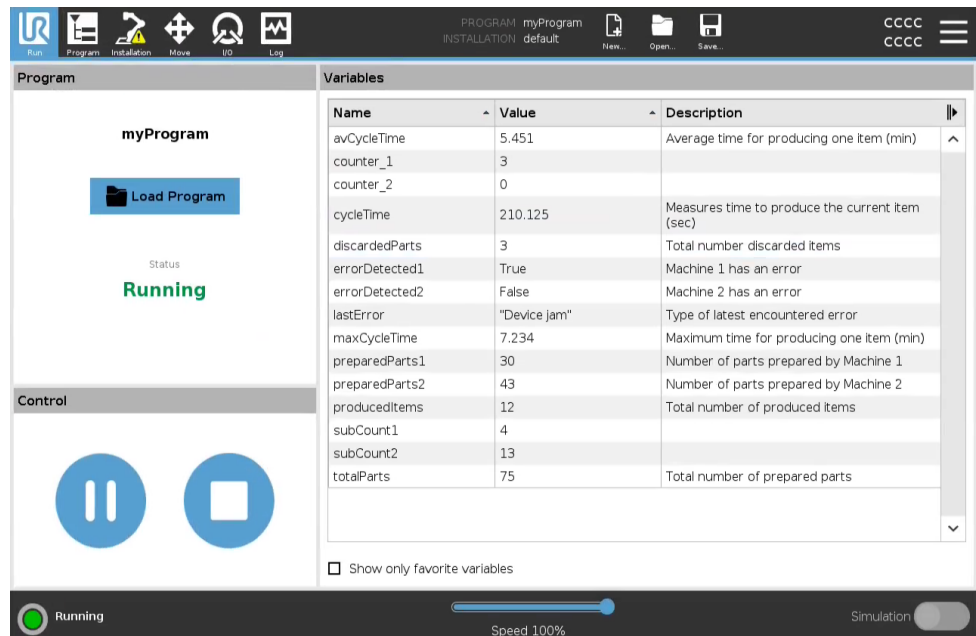 UR
PROGRAM myProgram
INSTALLATION default
Run Program Installation Move I/O Log New... Open... Save...
CCCC
CCCC
Program
myProgram
Load Program
Status
Running
Control
Variables
Name Value Description
avCycleTime 5.451 Average time for producing one item (min)
counter_1 3
counter_2 0
cycleTime 210.125 Measures time to produce the current item
(sec)
discardedParts 3 Total number discarded items
errorDetected1 True Machine 1 has an error
errorDetected2 False Machine 2 has an error
lastError "Device jam" Type of latest encountered error
maxCycleTime 7.234 Maximum time for producing one item (min)
preparedParts1 30 Number of parts prepared by Machine 1
preparedParts2 43 Number of parts prepared by Machine 2
producedItems 12 Total number of produced items
subCount1 4
subCount2 13
totalParts 75 Total number of prepared parts
Show only favorite variables
Running
Speed 100%
Simulation